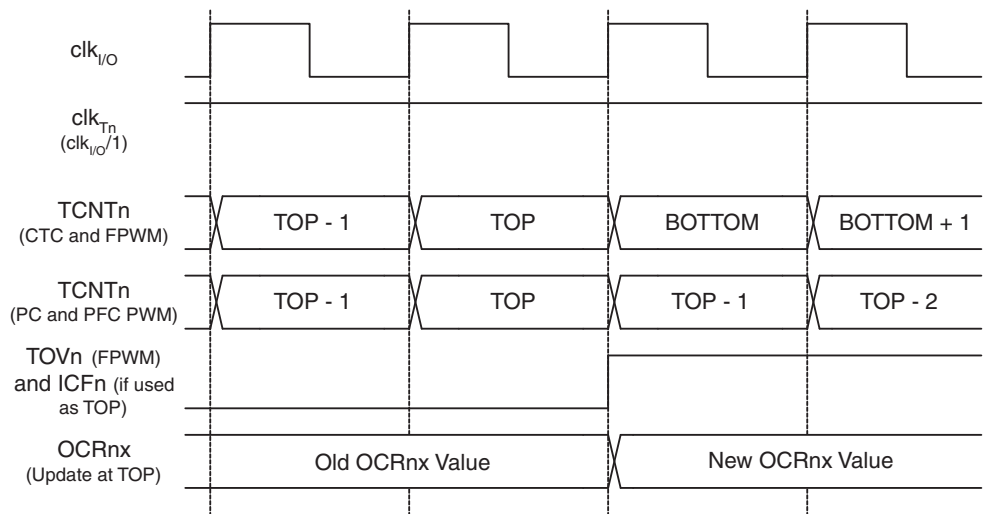 clkI/O
clkTn
(clkI/O/1)
TCNTn
(CTC and FPWM)
TOP - 1
TOP
BOTTOM
BOTTOM + 1
TCNTn
(PC and PFC PWM)
TOP - 1
TOP
TOP - 1
TOP - 2
TOVn (FPWM)
and ICFn (if used
as TOP)
OCRnx
(Update at TOP)
Old OCRnx Value
New OCRnx Value